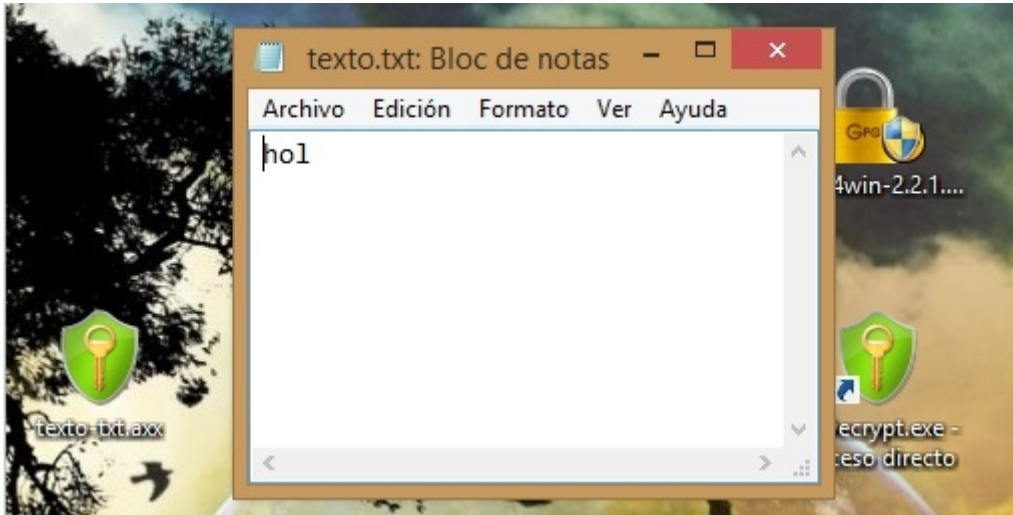 texto.txt: Bloc de notas
Archivo Edición Formato Ver Ayuda
hol
GPG
4win-2.2.1....
texto-txt.axx
ecrypt.exe -
ceso directo